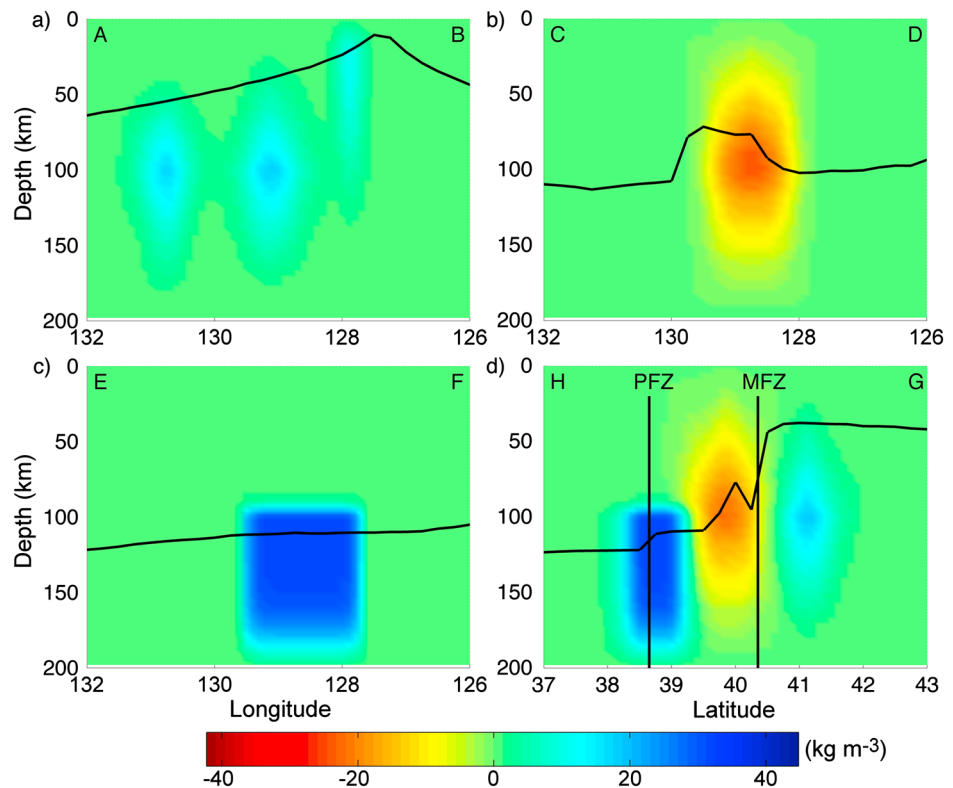 a) 0 A B b) 0 C D
50 50
Depth (km)
100 100
150 150
200 200
132 130 128 126 132 130 128 126
c) 0 E F d) 0 H PFZ MFZ G
50 50
Depth (km)
100 100
150 150
200 200
132 130 128 126 37 38 39 40 41 42 43
Longitude Latitude
(kg m-3)
-40 -20 0 20 40